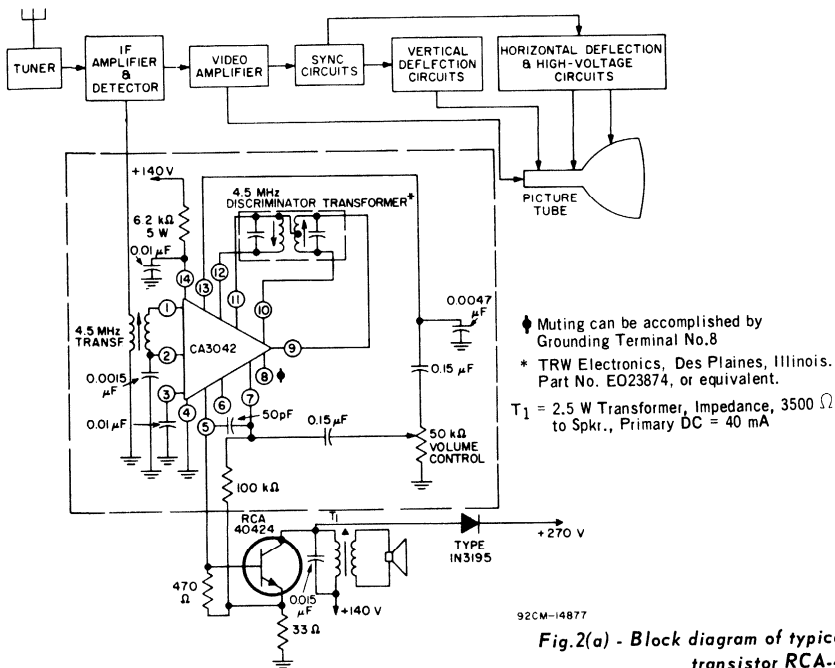 TUNER
IF
AMPLIFIER
&
DETECTOR
VIDEO
AMPLIFIER
SYNC
CIRCUITS
VERTICAL
DEFLECTION
CIRCUITS
HORIZONTAL DEFLECTION
& HIGH-VOLTAGE
CIRCUITS
PICTURE
TUBE
+140 V
6.2 kΩ
5 W
0.01 µF
4.5 MHz
DISCRIMINATOR TRANSFORMER*
14
13
12
11
10
1
4.5 MHz
TRANSF
2
CA3042
9
0.0015
µF
3
8 ϕ
4
5
6
7
0.01 µF
50 pF
0.15 µF
0.0047
µF
0.15 µF
50 kΩ
VOLUME
CONTROL
100 kΩ
RCA
40424
T1
470
Ω
0.015
µF
+140 V
33 Ω
TYPE
1N3195
+270 V
ϕ Muting can be accomplished by
Grounding Terminal No.8
* TRW Electronics, Des Plaines, Illinois.
Part No. EO23874, or equivalent.
T1 = 2.5 W Transformer, Impedance, 3500 Ω
to Spkr., Primary DC = 40 mA
92CM-14877
Fig.2(a) - Block diagram of typic
transistor RCA-